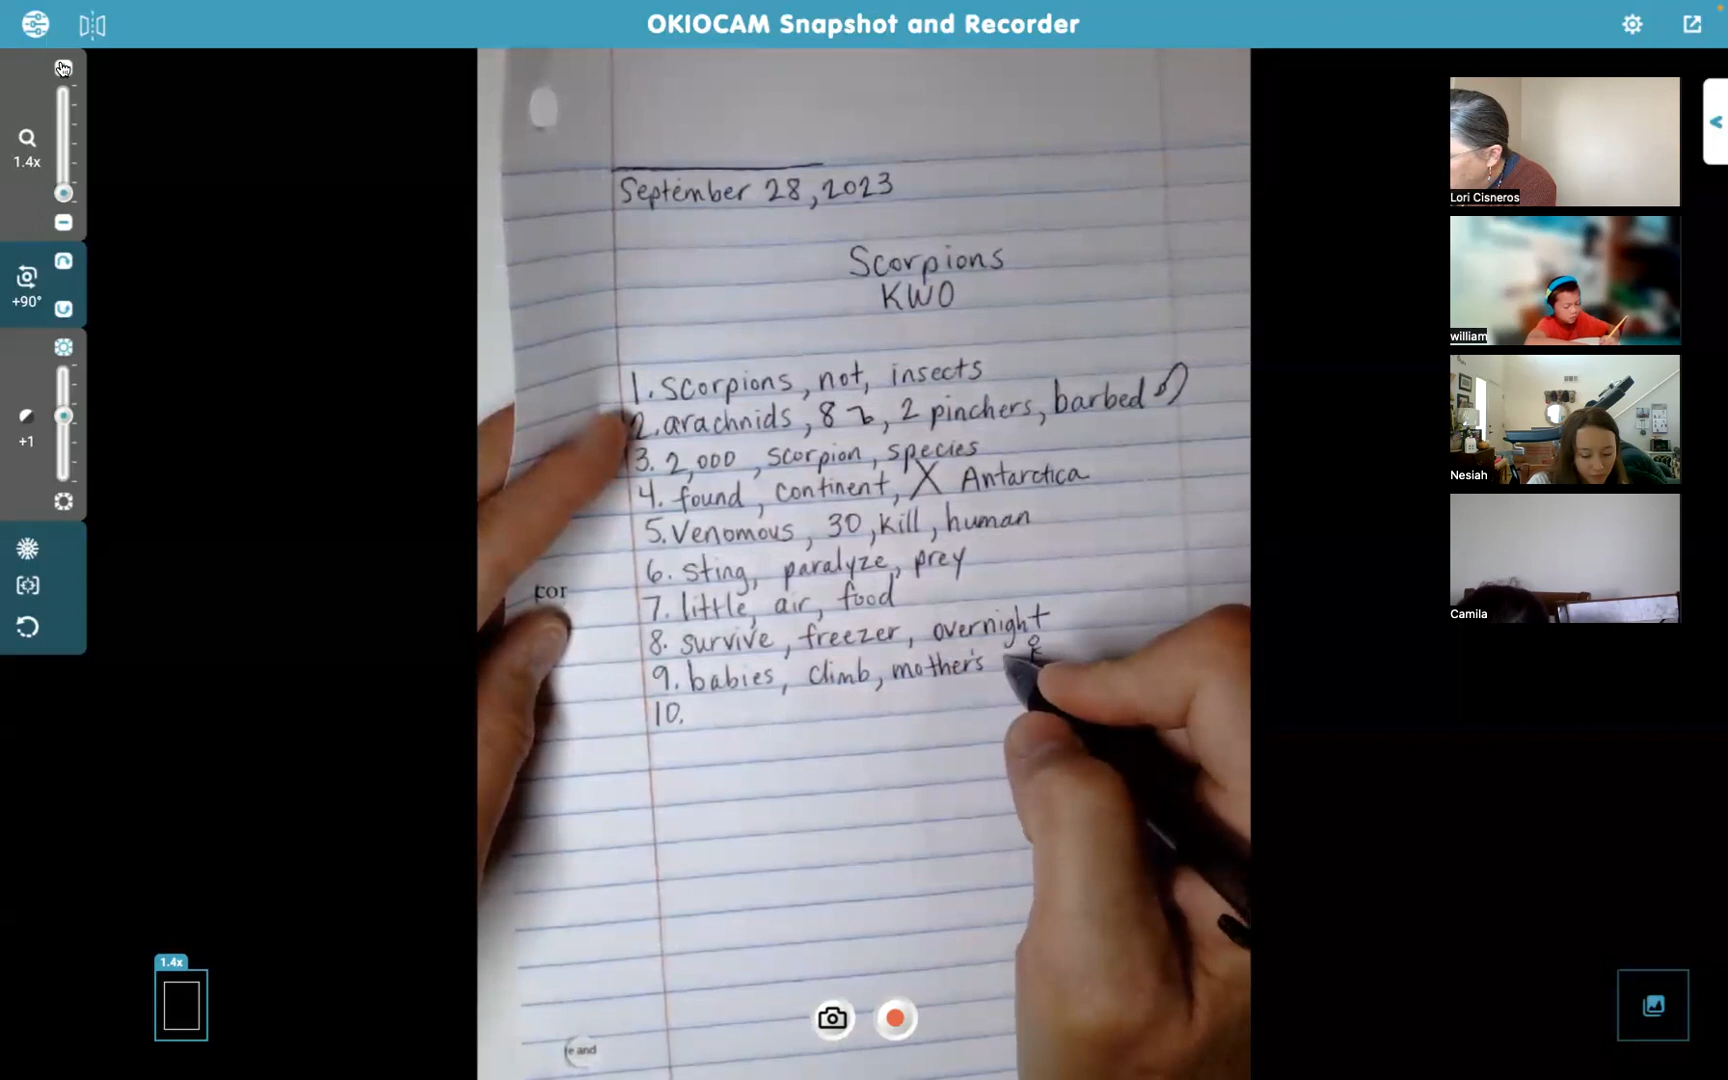 OKIOCAM Snapshot and Recorder
1.4x
+90°
+1
September 28, 2023
Scorpions
KWO
1. scorpions, not, insects
2. arachnids, 8, 2 pinchers, barbed
3. 2,000, scorpion, species
4. found, continent, X Antarctica
5. Venomous, 30, kill, human
6. sting, paralyze, prey
7. little, air, food
8. survive, freezer, overnight
9. babies, climb, mother's
10.
cor
e and
1.4x
Lori Cisneros
william
Nesiah
Camila